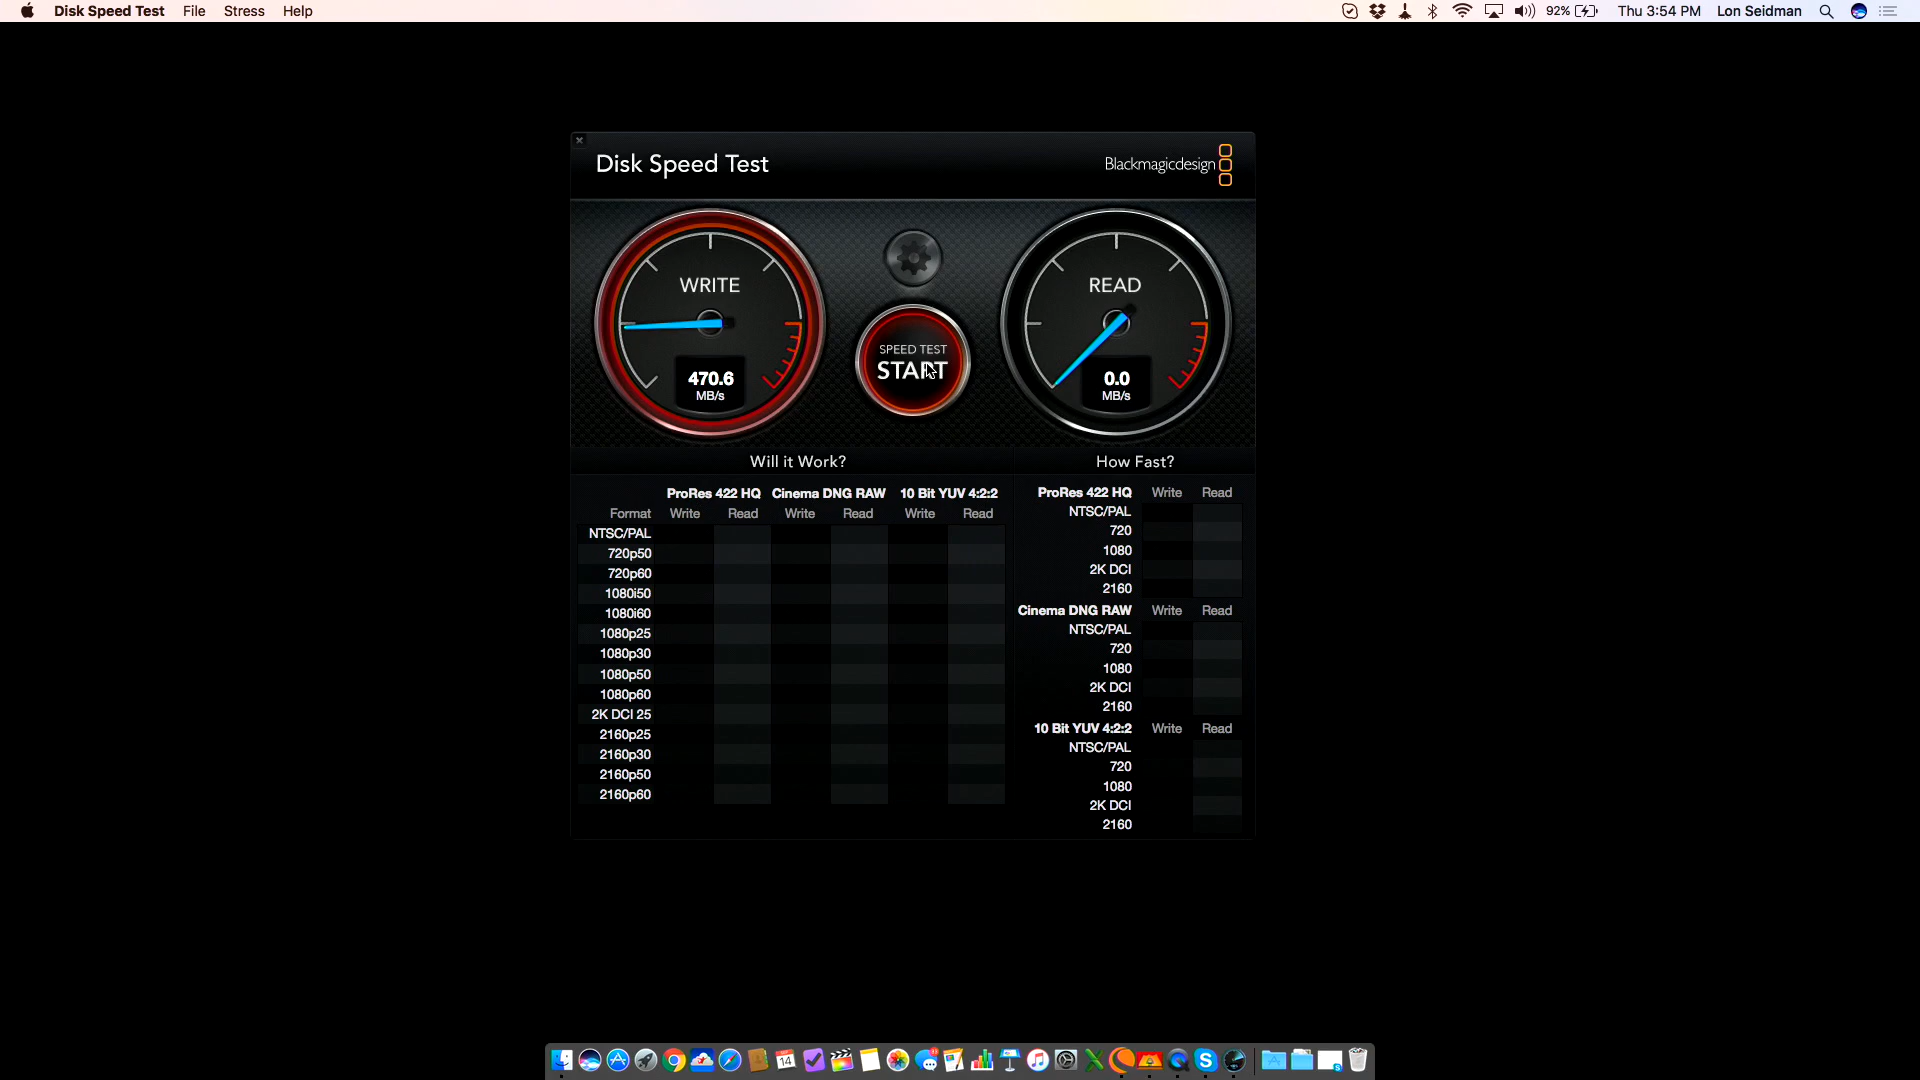 Disk Speed Test File Stress Help 92% Thu 3:54 PM Lon Seidman
Disk Speed Test
Blackmagicdesign
WRITE
470.6
MB/s
SPEED TEST
START
READ
0.0
MB/s
Will it Work?
ProRes 422 HQ Cinema DNG RAW 10 Bit YUV 4:2:2
Format Write Read Write Read Write Read
NTSC/PAL
720p50
720p60
1080i50
1080i60
1080p25
1080p30
1080p50
1080p60
2K DCI 25
2160p25
2160p30
2160p50
2160p60
How Fast?
ProRes 422 HQ Write Read
NTSC/PAL
720
1080
2K DCI
2160
Cinema DNG RAW Write Read
NTSC/PAL
720
1080
2K DCI
2160
10 Bit YUV 4:2:2 Write Read
NTSC/PAL
720
1080
2K DCI
2160
14